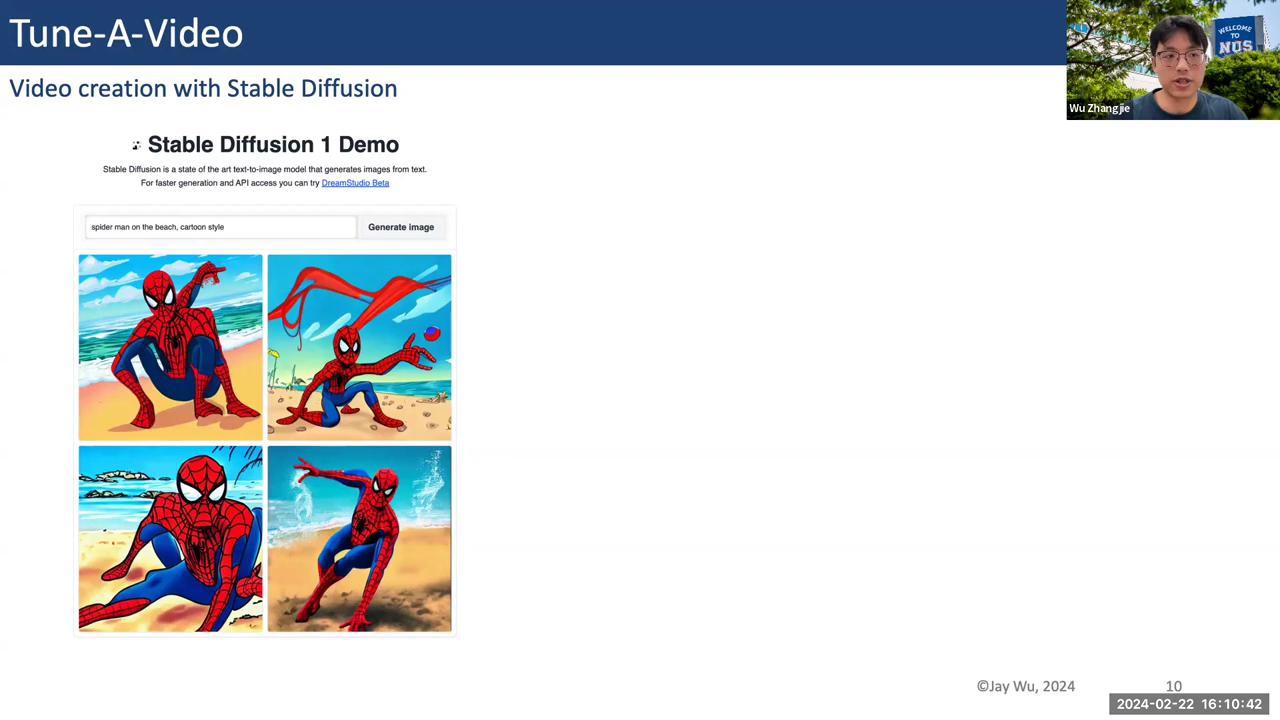 Tune-A-Video
WELCOME
TO
NUS
Wu Zhangjie
Video creation with Stable Diffusion
Stable Diffusion 1 Demo
Stable Diffusion is a state of the art text-to-image model that generates images from text.
For faster generation and API access you can try DreamStudio Beta
spider man on the beach, cartoon style
Generate image
©Jay Wu, 2024
10
2024-02-22 16:10:42